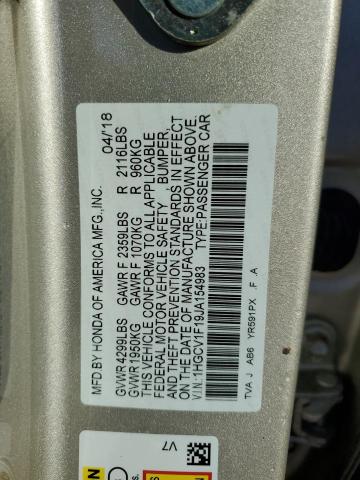 MFD.BY HONDA OF AMERICA MFG.,INC. 04/'18
GVWR 4299LBS GAWR F 2359LBS R 2116LBS
GVWR 1950KG GAWR F 1070KG R 960KG
THIS VEHICLE CONFORMS TO ALL APPLICABLE
FEDERAL MOTOR VEHICLE SAFETY , BUMPER,
AND THEFT PREVENTION STANDARDS IN EFFECT
ON THE DATE OF MANUFACTURE SHOWN ABOVE.
V.I.N:1HGCV1F19JA154983 TYPE-PASSENGER CAR
TVA J AB6 YR591PX .F .A
V7